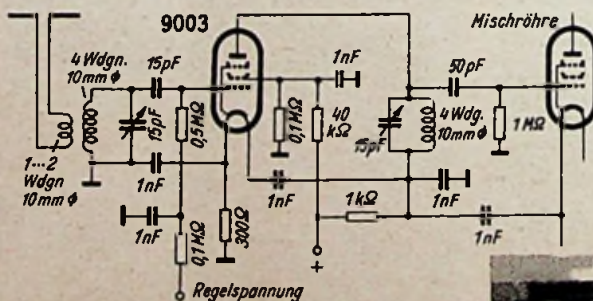 9003
Mischröhre
4 Wdgn.
10mm ϕ
15pF
1nF
50pF
15pF
0,5MΩ
0,1MΩ
40
kΩ
15pF
4 Wdg.
10mm ϕ
1MΩ
1...2
Wdgn
10mm ϕ
1nF
1nF
1nF
1kΩ
1nF
0,1MΩ
300Ω
+
1nF
Regelspannung